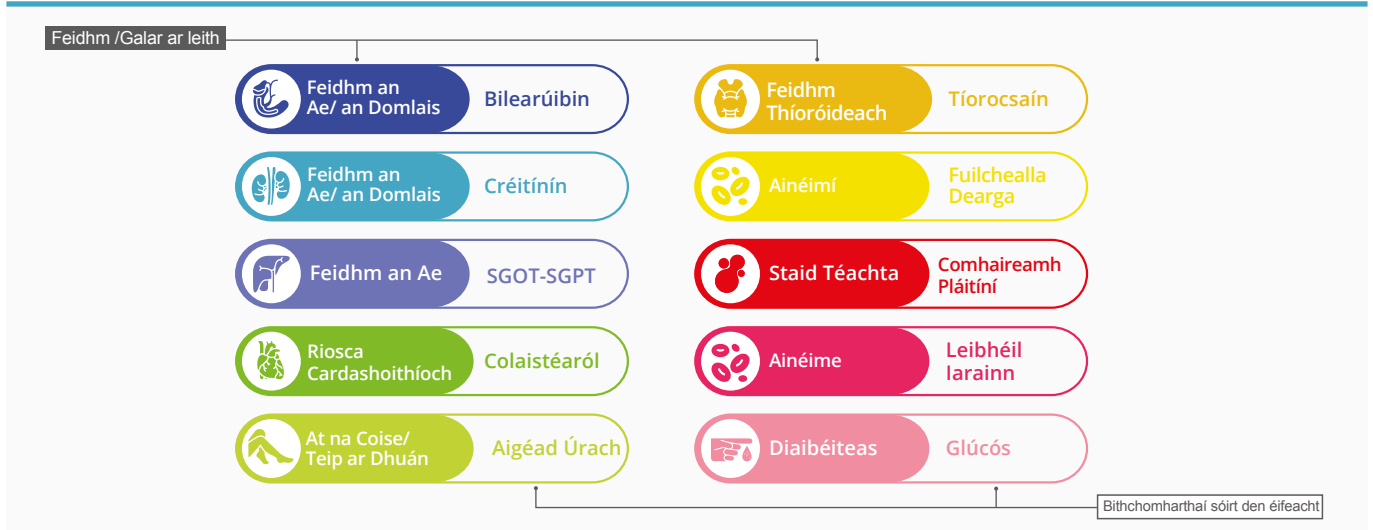 Feidhm /Galar ar leith
Feidhm an
Ae/ an Domlais
Bilearúibin
Feidhm an
Ae/ an Domlais
Créitínín
Feidhm an Ae
SGOT-SGPT
Riosca
Cardashoithíoch
Colaistéaról
At na Coise/
Teip ar Dhuán
Aigéad Úrach
Feidhm
Thíoróideach
Tíorocsaín
Ainéimí
Fuilchealla
Dearga
Staid Téachta
Comhaireamh
Pláitíní
Ainéime
Leibhéil
Iarainn
Diaibéiteas
Glúcós
Bithchomharthaí sóirt den éifeacht